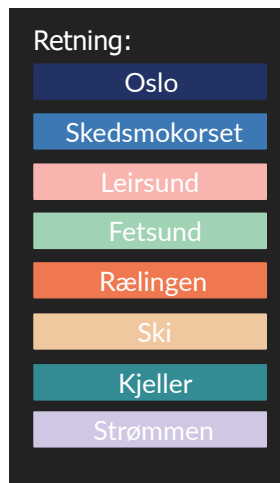 Retning:
Oslo
Skedsmokorset
Leirsund
Fetsund
Rælingen
Ski
Kjeller
Strømmen